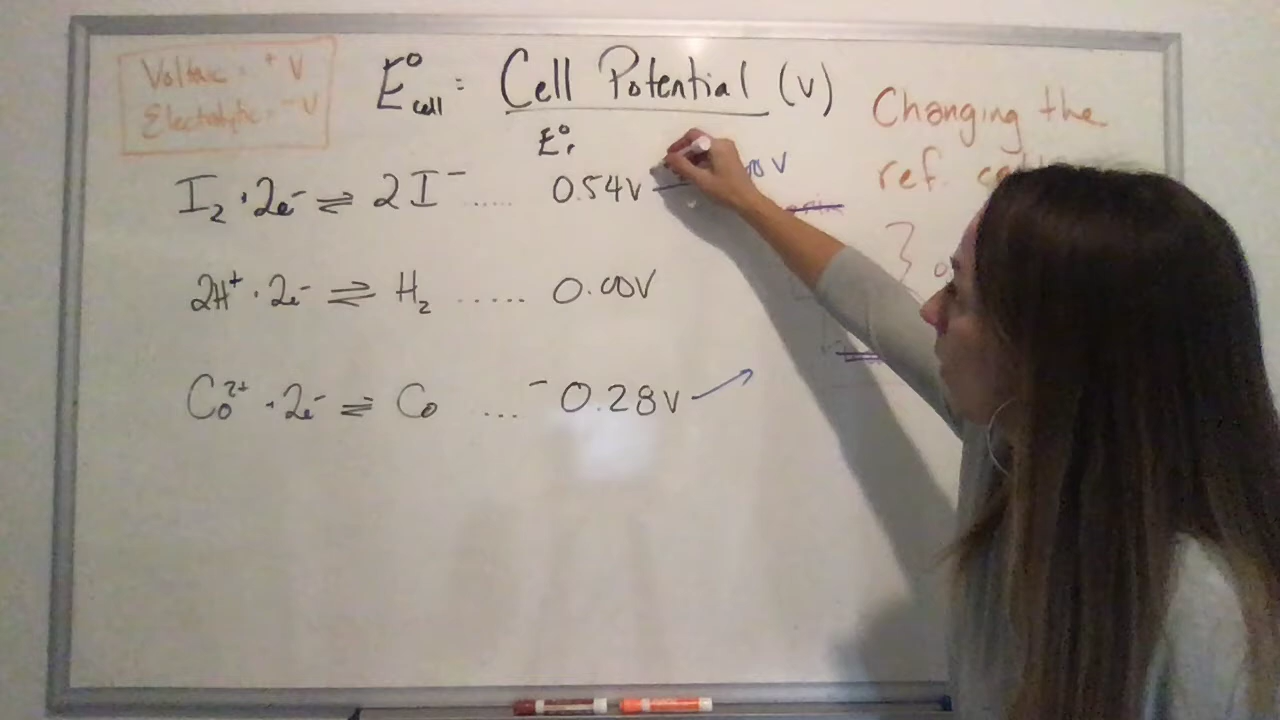 Voltaic = + V
Electrolytic = - V
E°cell = Cell Potential (V)
Changing the
ref.
E°r
I₂ + 2e⁻ ⇌ 2I⁻ ...... 0.54V
2H⁺ + 2e⁻ ⇌ H₂ ...... 0.00V
Co²⁺ + 2e⁻ ⇌ Co .... -0.28V